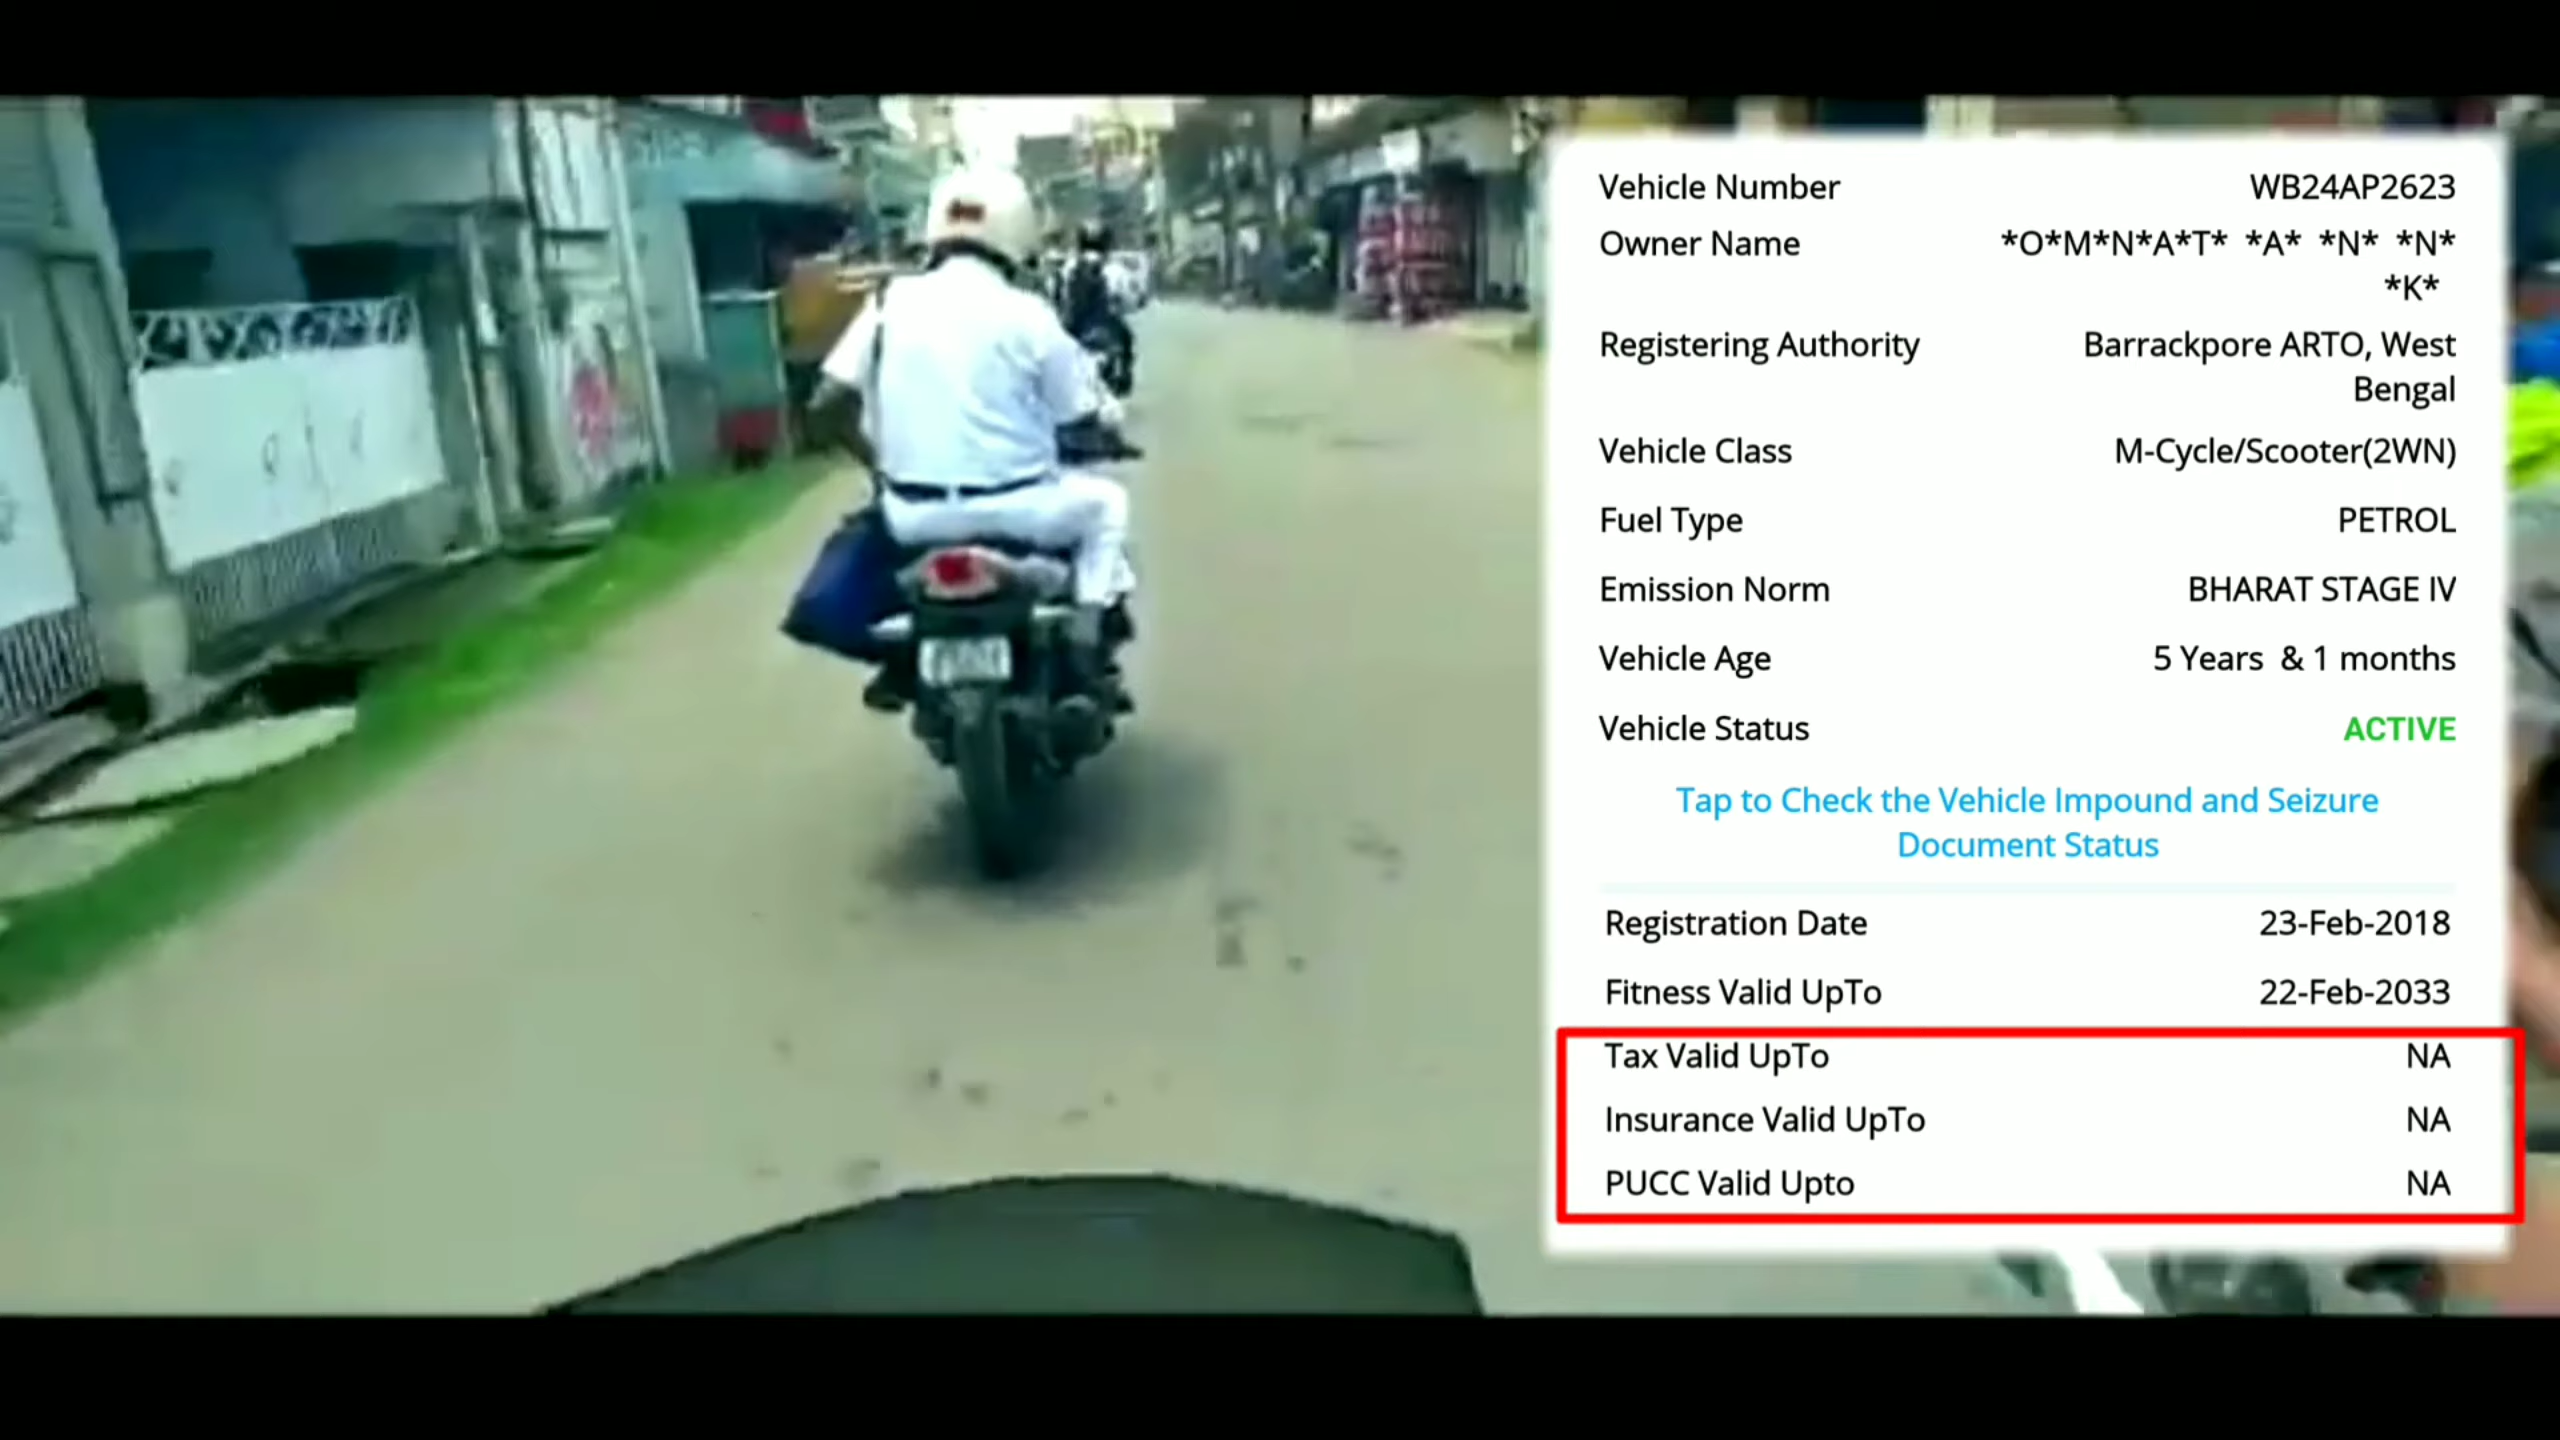 Vehicle Number WB24AP2623
Owner Name *O*M*N*A*T* *A* *N* *N*
*K*
Registering Authority Barrackpore ARTO, West
Bengal
Vehicle Class M-Cycle/Scooter(2WN)
Fuel Type PETROL
Emission Norm BHARAT STAGE IV
Vehicle Age 5 Years & 1 months
Vehicle Status ACTIVE
Tap to Check the Vehicle Impound and Seizure
Document Status
Registration Date 23-Feb-2018
Fitness Valid UpTo 22-Feb-2033
Tax Valid UpTo NA
Insurance Valid UpTo NA
PUCC Valid Upto NA